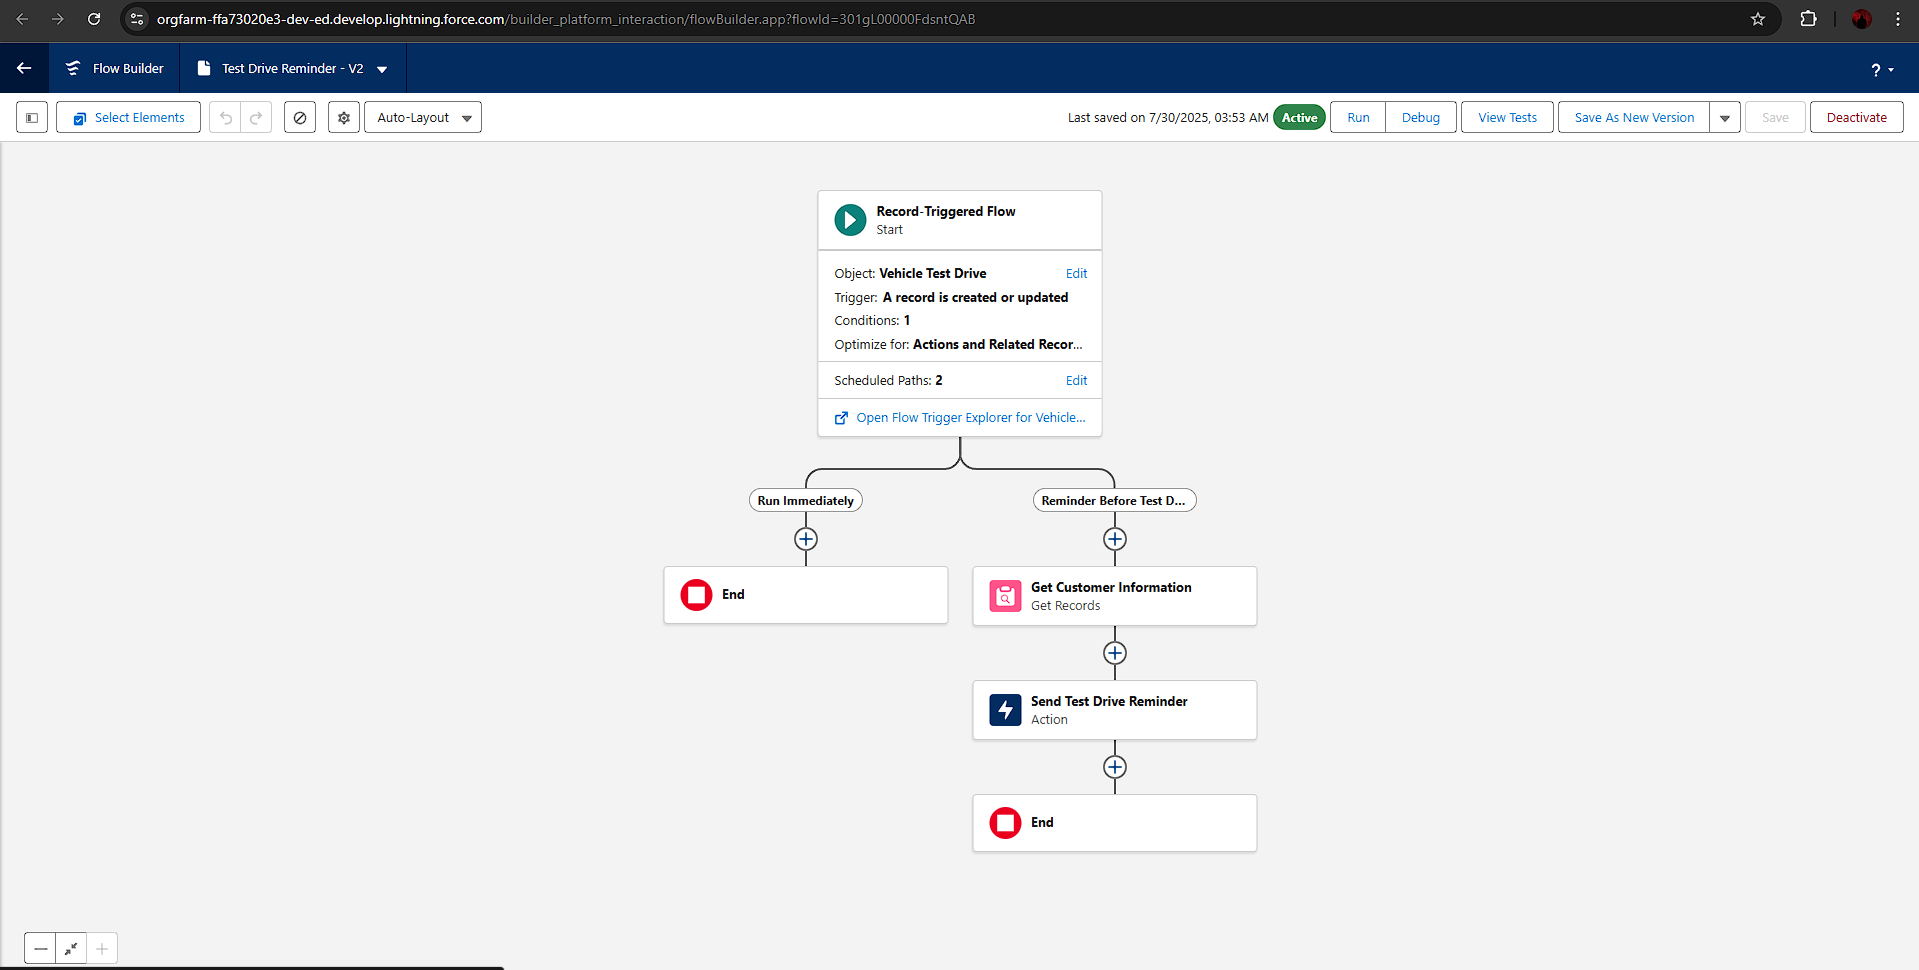 orgfarm-ffa73020e3-dev-ed.develop.lightning.force.com/builder_platform_interaction/flowBuilder.app?flowId=301gL00000FdsntQAB
Flow Builder
Test Drive Reminder - V2
?
Select Elements
Auto-Layout
Last saved on 7/30/2025, 03:53 AM
Active
Run
Debug
View Tests
Save As New Version
Save
Deactivate
Record-Triggered Flow
Start
Object: Vehicle Test Drive
Edit
Trigger: A record is created or updated
Conditions: 1
Optimize for: Actions and Related Recor...
Scheduled Paths: 2
Edit
Open Flow Trigger Explorer for Vehicle...
Run Immediately
Reminder Before Test D...
End
Get Customer Information
Get Records
Send Test Drive Reminder
Action
End